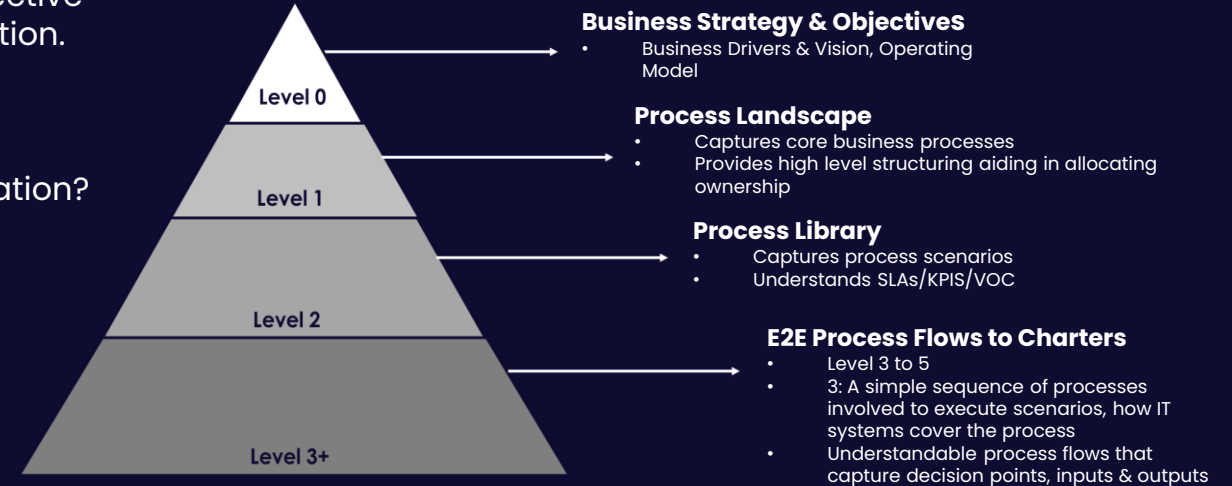 tion.
ation?
Level 0
Level 1
Level 2
Level 3+
Business Strategy & Objectives
• Business Drivers & Vision, Operating
Model
Process Landscape
• Captures core business processes
• Provides high level structuring aiding in allocating
ownership
Process Library
• Captures process scenarios
• Understands SLAs/KPIS/VOC
E2E Process Flows to Charters
• Level 3 to 5
• 3: A simple sequence of processes
involved to execute scenarios, how IT
systems cover the process
• Understandable process flows that
capture decision points, inputs & outputs